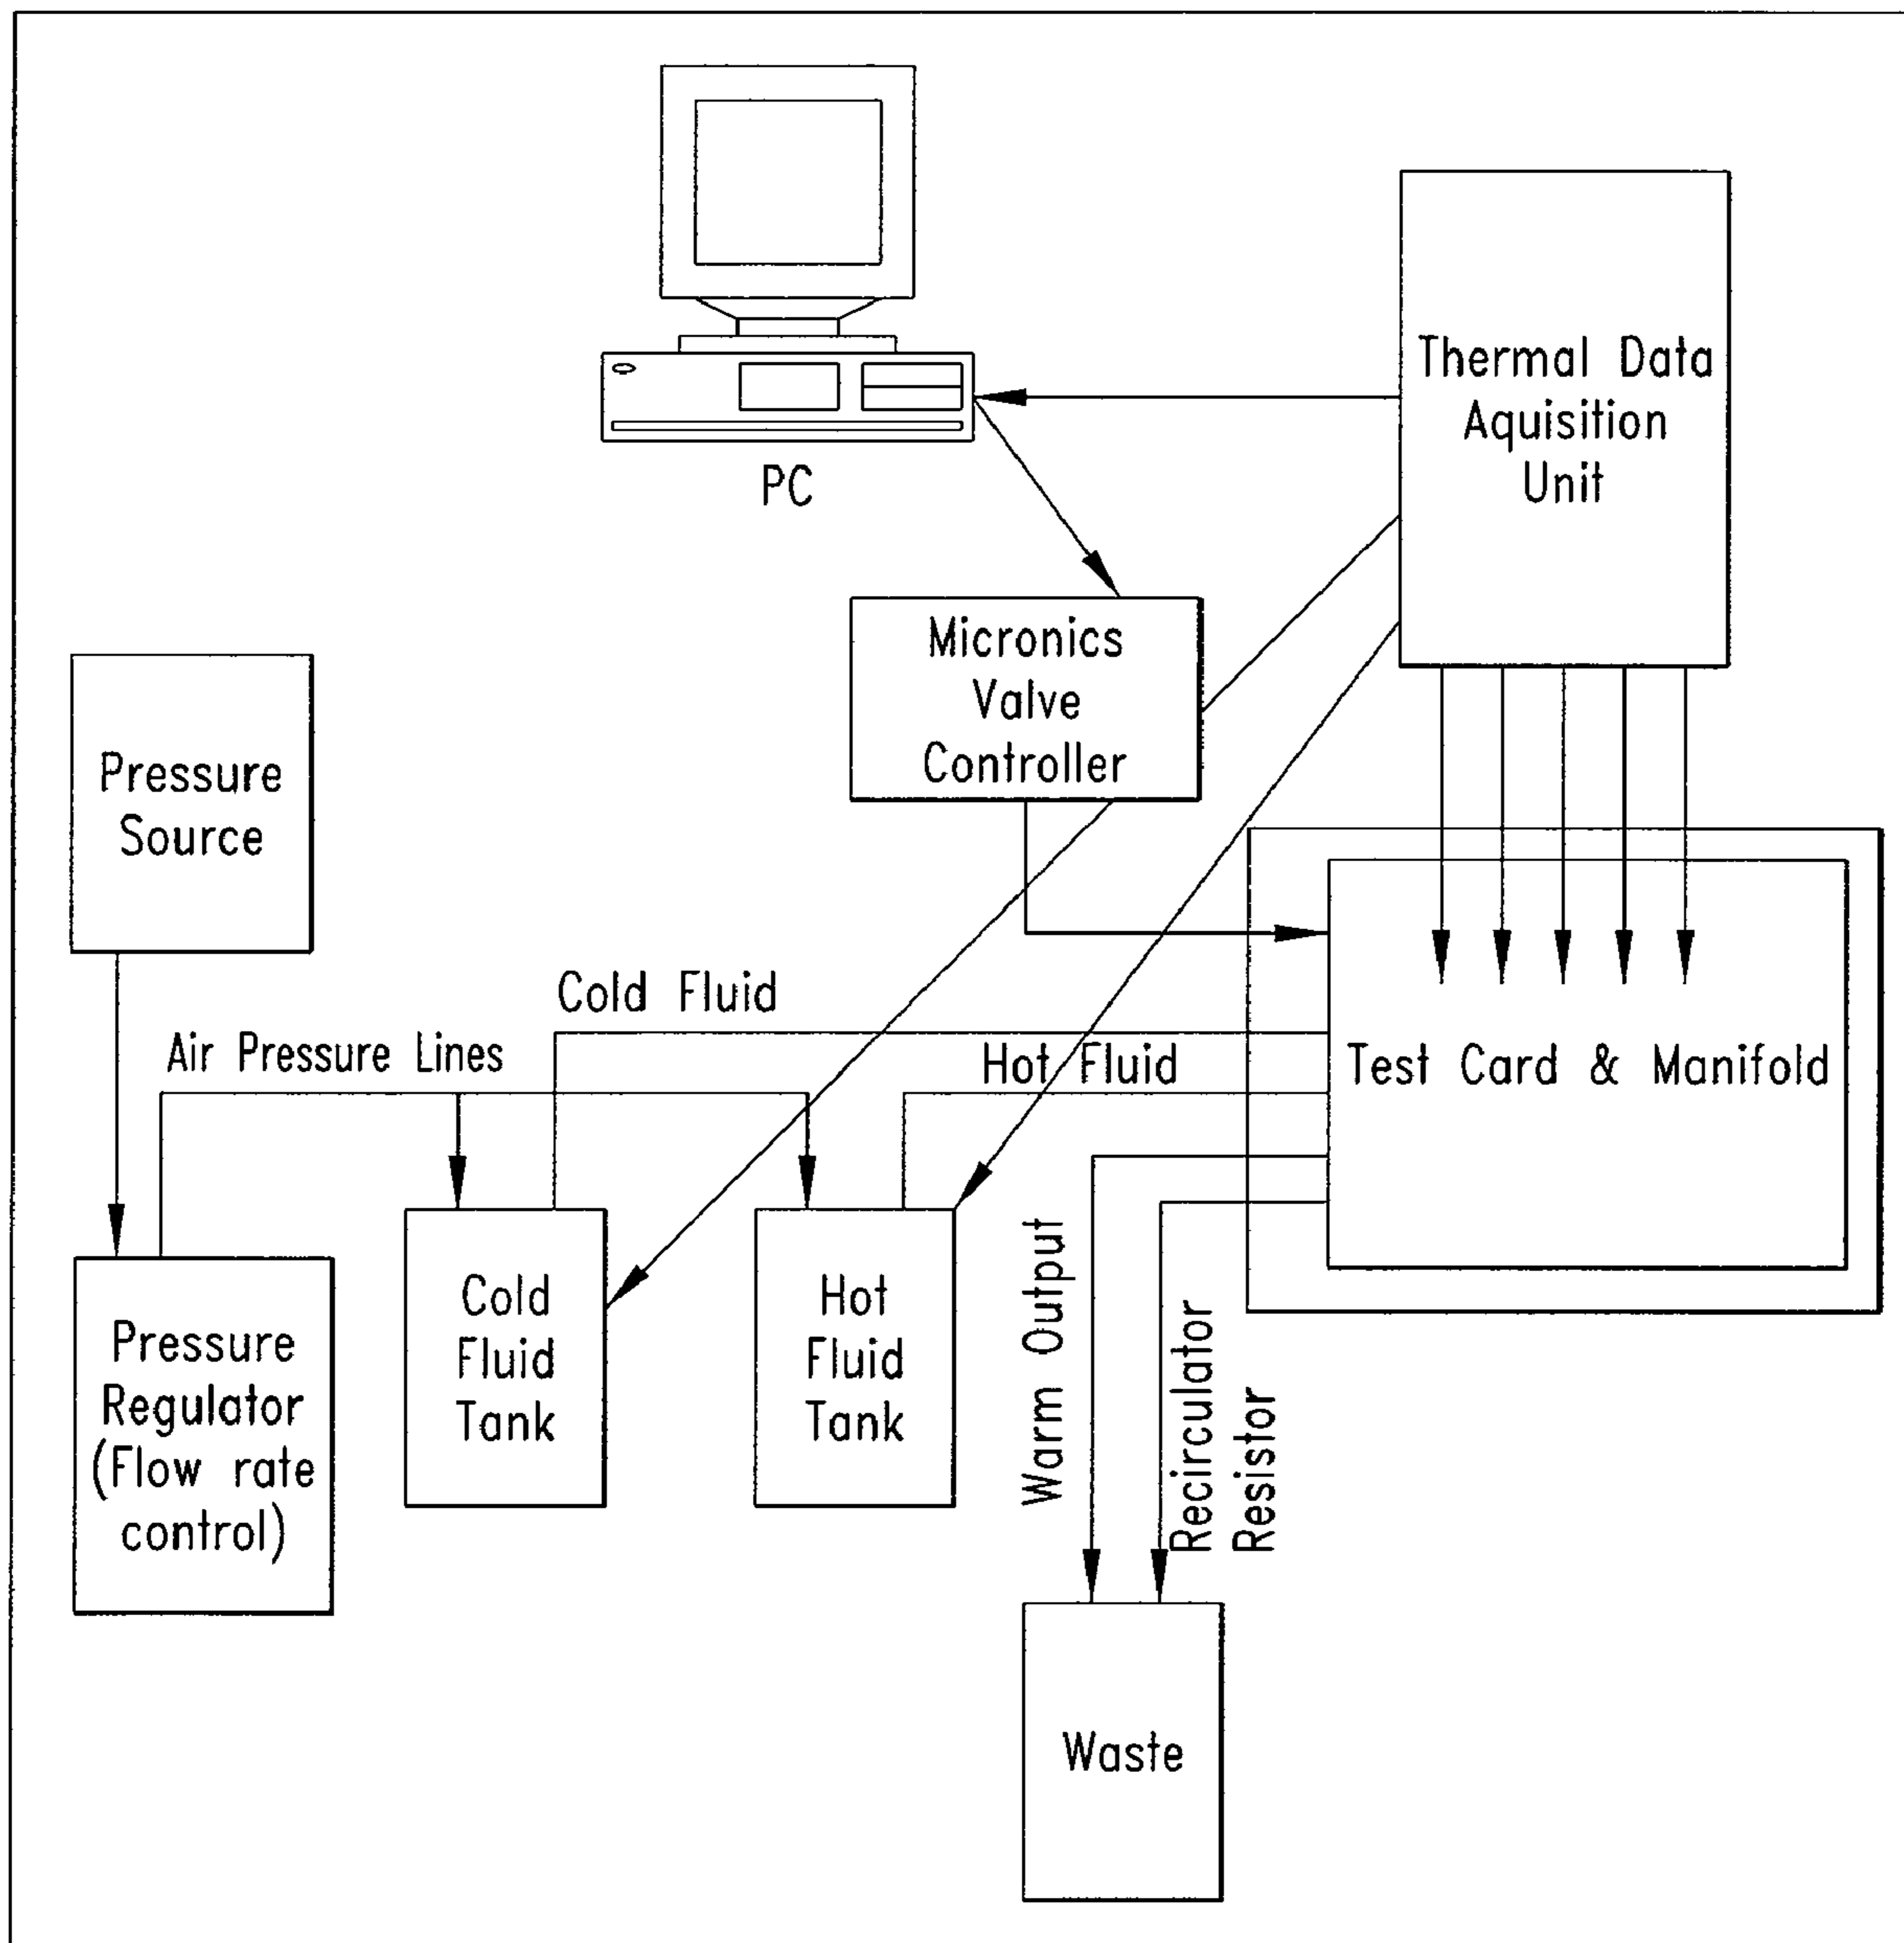 PC
Thermal Data
Aquisition
Unit
Micronics
Valve
Controller
Pressure
Source
Cold Fluid
Air Pressure Lines
Hot Fluid
Test Card & Manifold
Pressure
Regulator
(Flow rate
control)
Cold
Fluid
Tank
Hot
Fluid
Tank
Warm Output
Recirculator
Resistor
Waste